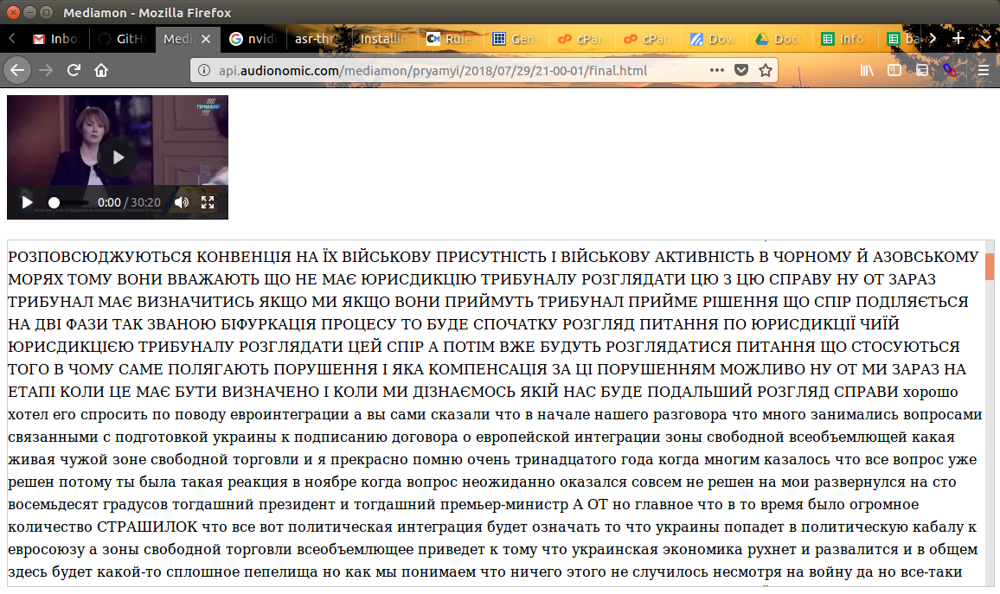 Mediamon - Mozilla Firefox
Inbo
GitH
Medi
nvidi
asr-thr
Installin
CM Rule
Gen
cP cPan
cP cPan
Dow
Doc
Info
ba
api.audionomic.com/mediamon/pryamyi/2018/07/29/21-00-01/final.html
ПРЯМИЙ
0:00 / 30:20
РОЗПОВСЮДЖУЮТЬСЯ КОНВЕНЦІЯ НА ЇХ ВІЙСЬКОВУ ПРИСУТНІСТЬ І ВІЙСЬКОВУ АКТИВНІСТЬ В ЧОРНОМУ Й АЗОВСЬКОМУ
МОРЯХ ТОМУ ВОНИ ВВАЖАЮТЬ ЩО НЕ МАЄ ЮРИСДИКЦІЮ ТРИБУНАЛУ РОЗГЛЯДАТИ ЦЮ З ЦЮ СПРАВУ НУ ОТ ЗАРАЗ
ТРИБУНАЛ МАЄ ВИЗНАЧИТИСЬ ЯКЩО МИ ЯКЩО ВОНИ ПРИЙМУТЬ ТРИБУНАЛ ПРИЙМЕ РІШЕННЯ ЩО СПІР ПОДІЛЯЄТЬСЯ
НА ДВІ ФАЗИ ТАК ЗВАНОЮ БІФУРКАЦІЯ ПРОЦЕСУ ТО БУДЕ СПОЧАТКУ РОЗГЛЯД ПИТАННЯ ПО ЮРИСДИКЦІЇ ЧИЇЙ
ЮРИСДИКЦІЄЮ ТРИБУНАЛУ РОЗГЛЯДАТИ ЦЕЙ СПІР А ПОТІМ ВЖЕ БУДУТЬ РОЗГЛЯДАТИСЯ ПИТАННЯ ЩО СТОСУЮТЬСЯ
ТОГО В ЧОМУ САМЕ ПОЛЯГАЮТЬ ПОРУШЕННЯ І ЯКА КОМПЕНСАЦІЯ ЗА ЦІ ПОРУШЕННЯМ МОЖЛИВО НУ ОТ МИ ЗАРАЗ НА
ЕТАПІ КОЛИ ЦЕ МАЄ БУТИ ВИЗНАЧЕНО І КОЛИ МИ ДІЗНАЄМОСЬ ЯКІЙ НАС БУДЕ ПОДАЛЬШИЙ РОЗГЛЯД СПРАВИ хорошо
хотел его спросить по поводу евроинтеграции а вы сами сказали что в начале нашего разговора что много занимались вопросами
связанными с подготовкой украины к подписанию договора о европейской интеграции зоны свободной всеобъемлющей какая
живая чужой зоне свободной торговли и я прекрасно помню очень тринадцатого года когда многим казалось что все вопрос уже
решен потому ты была такая реакция в ноябре когда вопрос неожиданно оказался совсем не решен на мои развернулся на сто
восемьдесят градусов тогдашний президент и тогдашний премьер-министр А ОТ но главное что в то время было огромное
количество СТРАШИЛОК что все вот политическая интеграция будет означать то что украины попадет в политическую кабалу к
евросоюзу а зоны свободной торговли всеобъемлющее приведет к тому что украинская экономика рухнет и развалится и в общем
здесь будет какой-то сплошное пепелища но как мы понимаем что ничего этого не случилось несмотря на войну да но все-таки